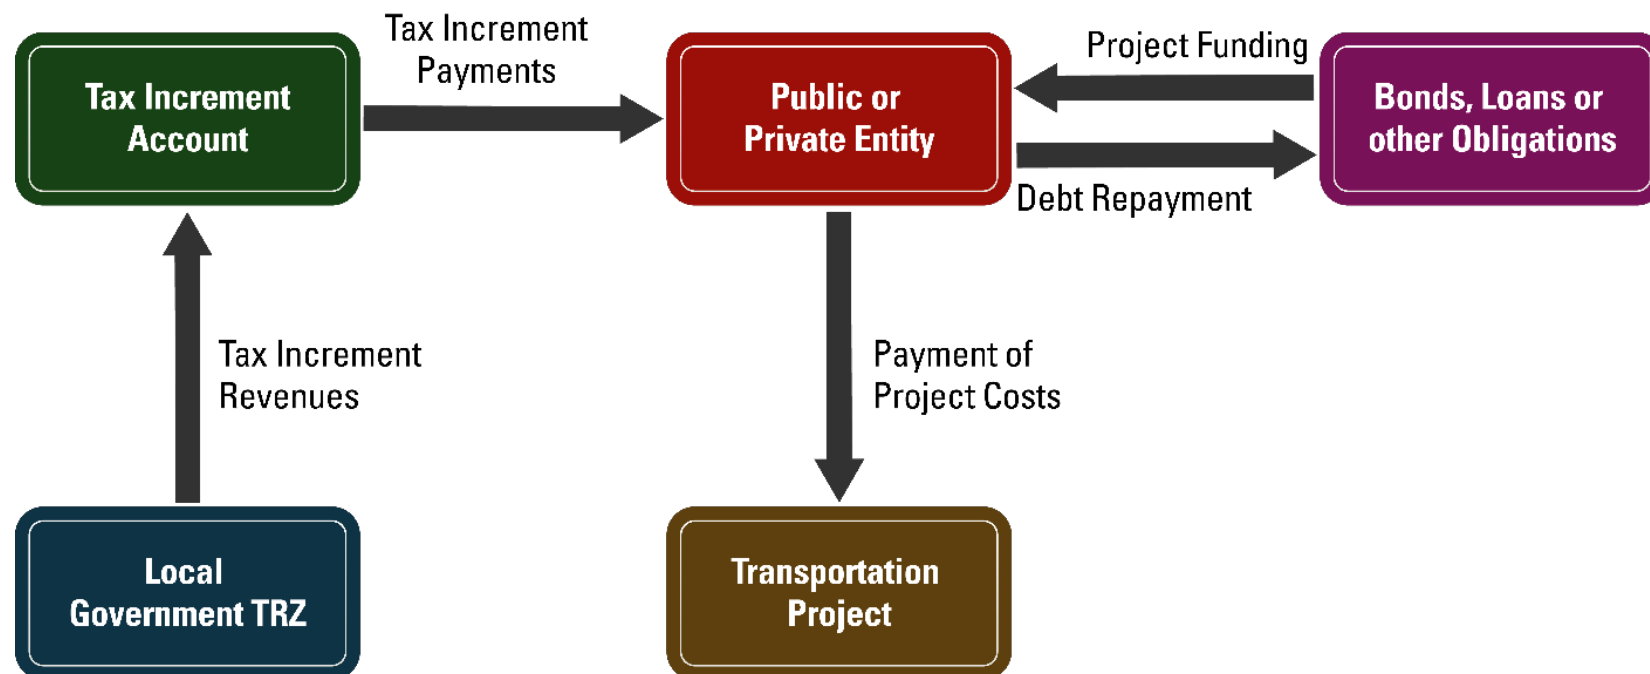 Tax Increment
Payments
Project Funding
Tax Increment
Account
Public or
Private Entity
Bonds, Loans or
other Obligations
Debt Repayment
Tax Increment
Revenues
Payment of
Project Costs
Local
Government TRZ
Transportation
Project